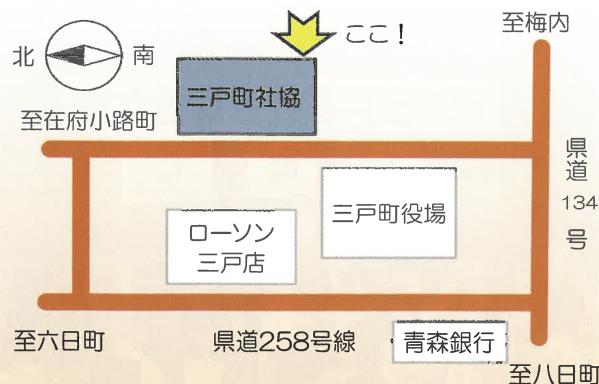 至梅内
ここ！
北
南
三戸町社協
至在府小路町
県道
134
号
三戸町役場
ローソン
三戸店
至六日町
県道258号線
青森銀行
至八日町